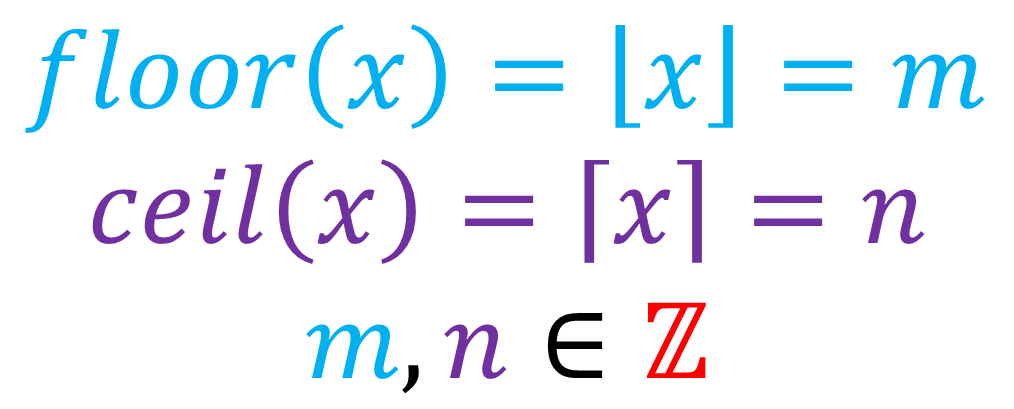 floor(x) = ⌊x⌋ = m
ceil(x) = ⌈x⌉ = n
m, n ∈ ℤ